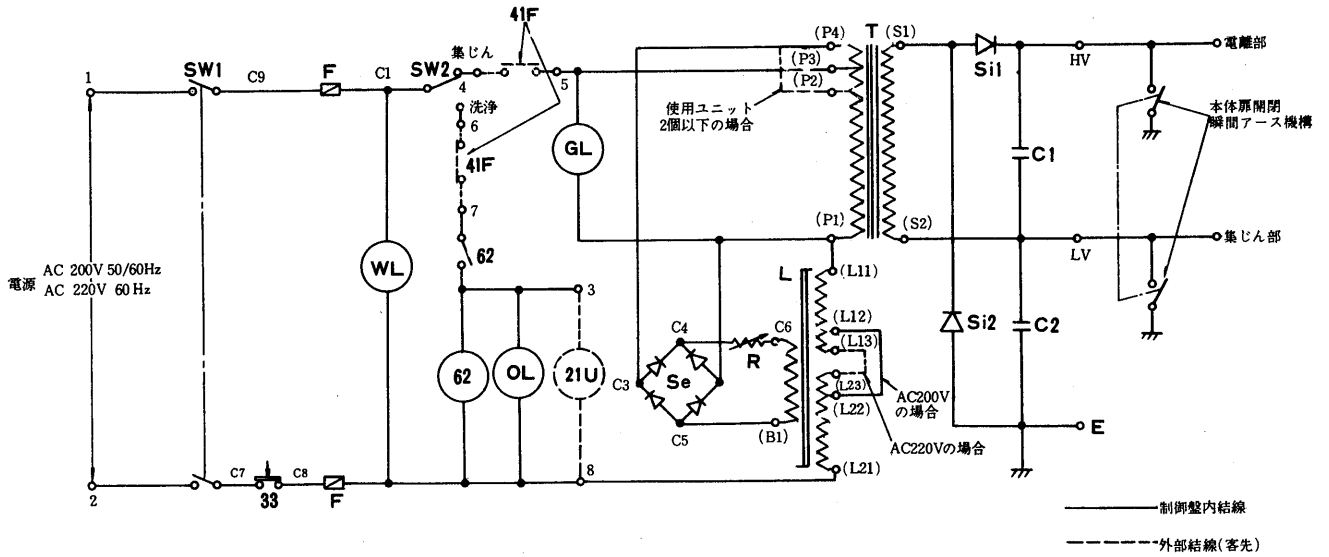 41F
(P4)
T
(S1)
集じん
電離部
1
SW1
C9
F
C1
SW2
4
5
(P3)
(P2)
Si1
HV
洗浄
6
使用ユニット
2個以下の場合
本体扉開閉
瞬間アース機構
41F
GL
C1
7
(P1)
(S2)
集じん部
LV
62
WL
L
(L11)
電源
AC 200V 50/60Hz
AC 220V 60Hz
3
(L12)
Si2
C2
C4
C6
(L13)
R
62
OL
21U
C3
Se
(L23)
AC200V
の場合
(L22)
C5
(B1)
AC220Vの場合
E
C7
C8
8
(L21)
2
33
F
制御盤内結線
外部結線(客先)